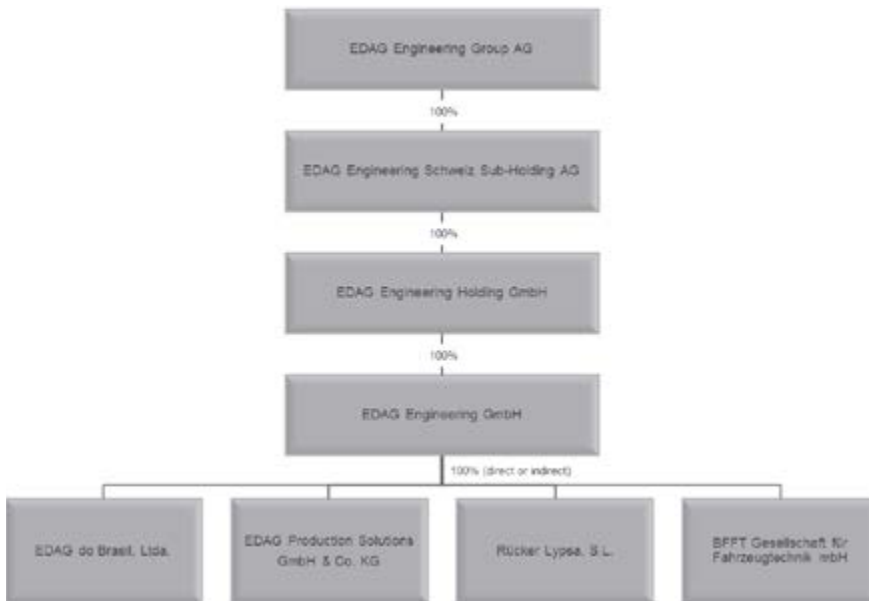 EDAG Engineering Group AG
100%
EDAG Engineering Schweiz Sub-Holding AG
100%
EDAG Engineering Holding GmbH
100%
EDAG Engineering GmbH
100% (direct or indirect)
EDAG do Brasil, Ltda.
EDAG Production Solutions
GmbH & Co. KG
Rücker Lypsa, S.L.
BFFT Gesellschaft für
Fahrzeugtechnik mbH